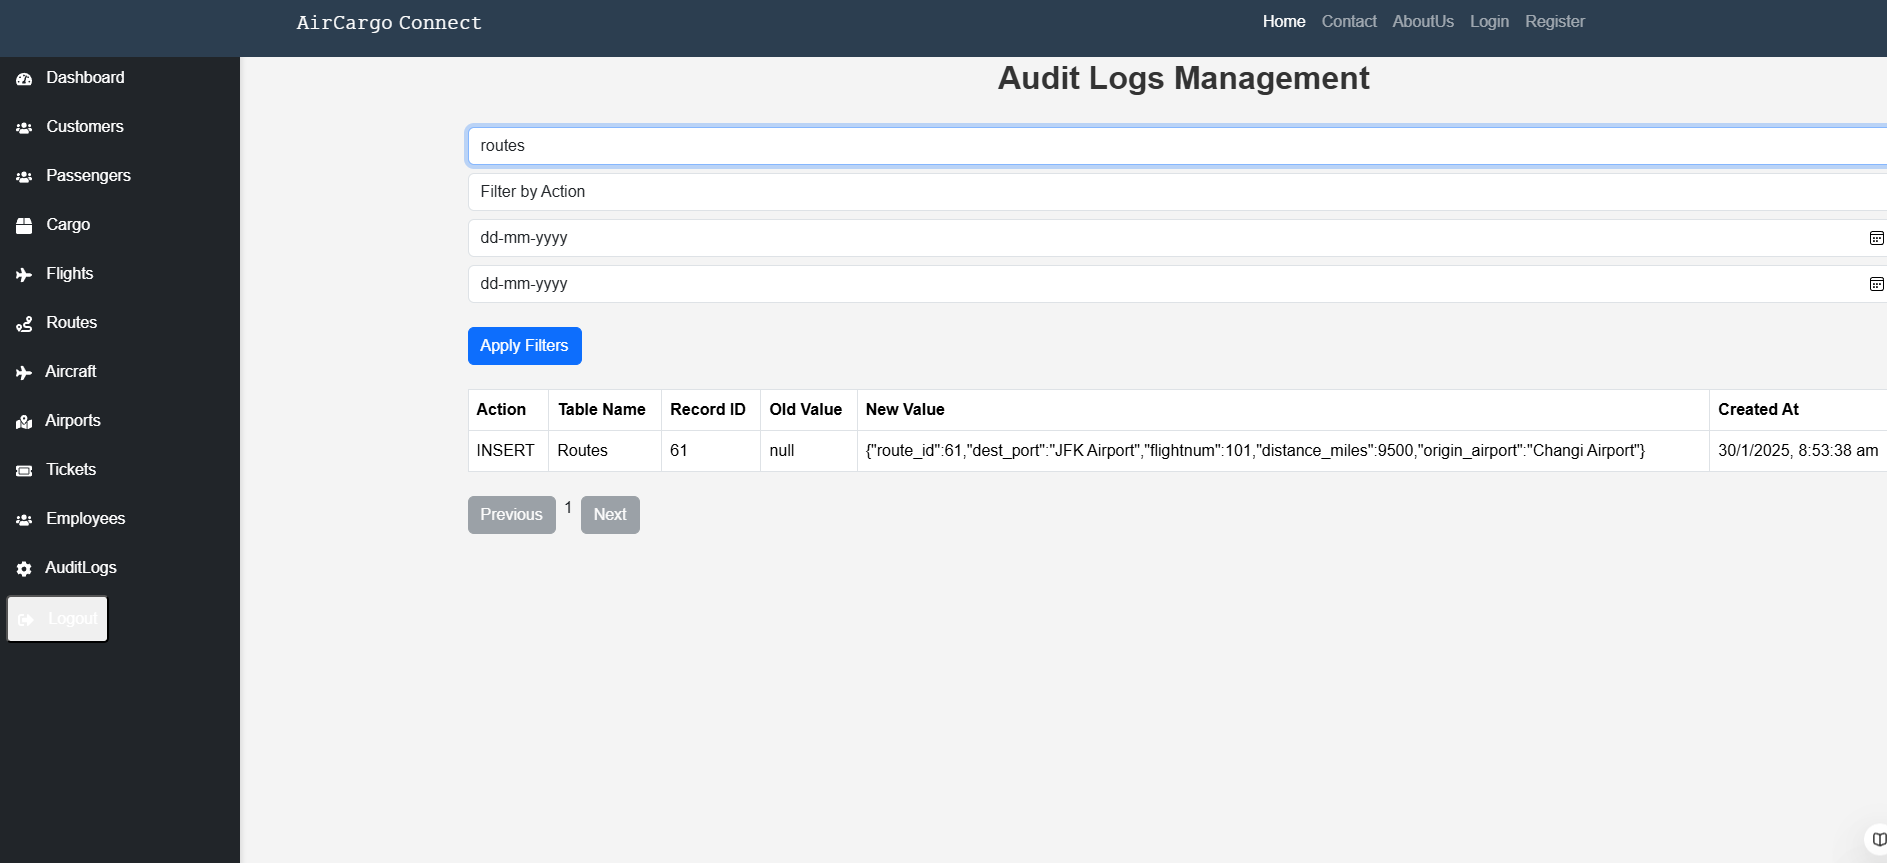 AirCargo Connect
Home Contact AboutUs Login Register
Dashboard
Customers
Passengers
Cargo
Flights
Routes
Aircraft
Airports
Tickets
Employees
AuditLogs
Logout
Audit Logs Management
routes
Filter by Action
dd-mm-yyyy
dd-mm-yyyy
Apply Filters
Action Table Name Record ID Old Value New Value Created At
INSERT Routes 61 null {"route_id":61,"dest_port":"JFK Airport","flightnum":101,"distance_miles":9500,"origin_airport":"Changi Airport"} 30/1/2025, 8:53:38 am
Previous 1 Next